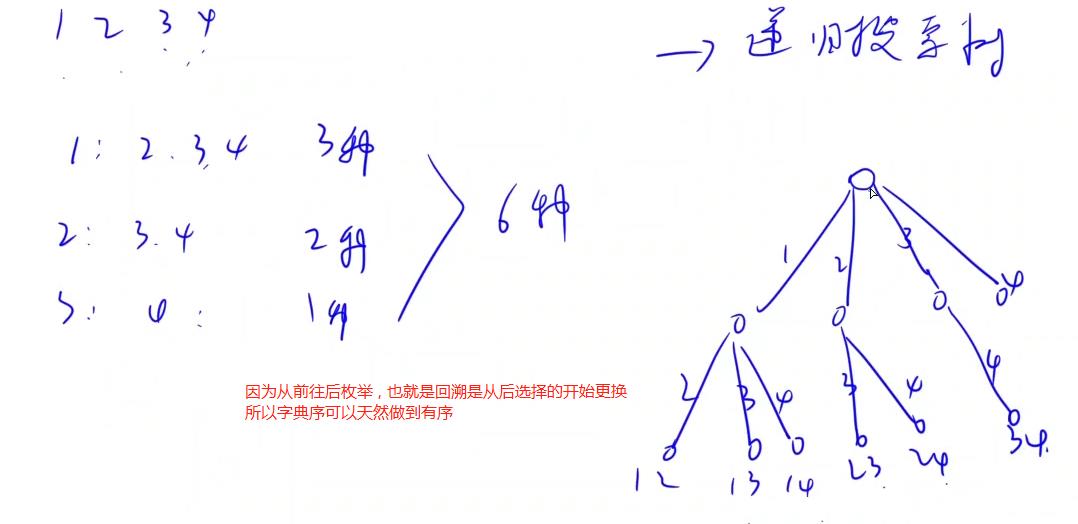 1 2 3 4
→ 递归搜索树
1: 2.3.4 3种
2: 3.4 2种
3: 4: 1种
6种
1 2 3 4
2 3 4 3 4 4
12 13 14 23 24 34.
因为从前往后枚举，也就是回溯是从后选择的开始更换
所以字典序可以天然做到有序